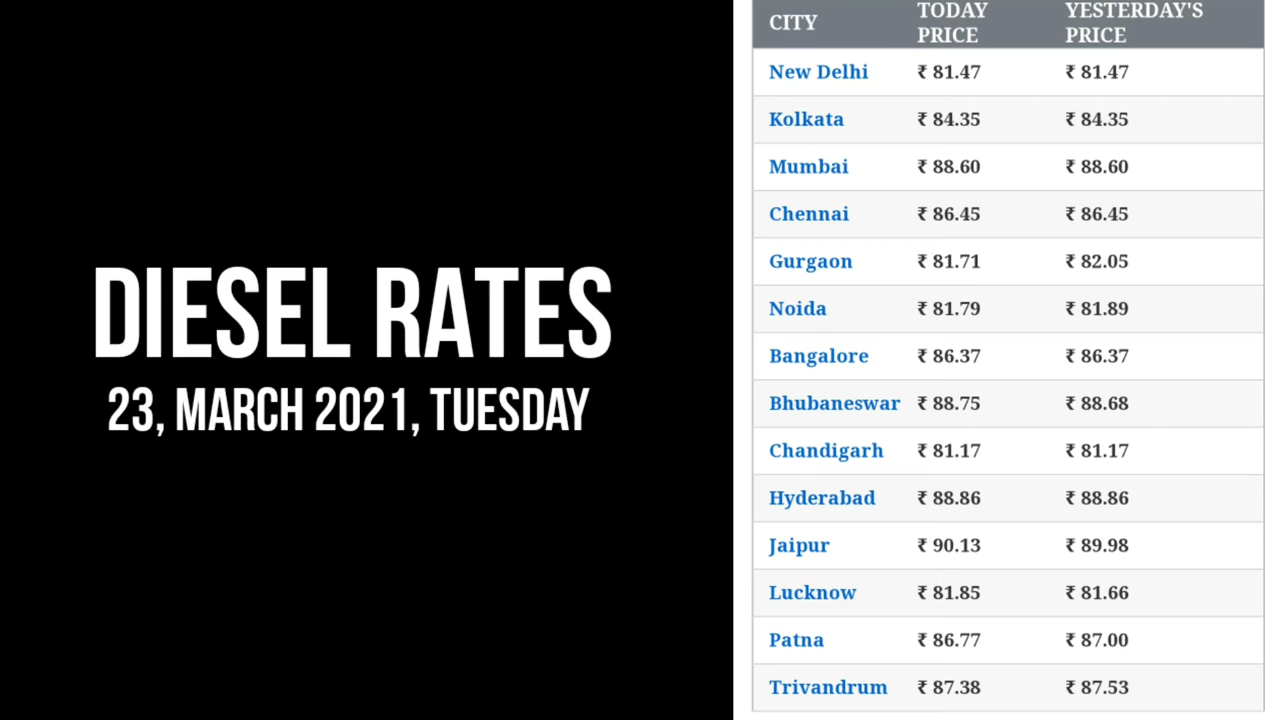 DIESEL RATES
23, MARCH 2021, TUESDAY
CITY TODAY PRICE YESTERDAY'S PRICE
New Delhi ₹ 81.47 ₹ 81.47
Kolkata ₹ 84.35 ₹ 84.35
Mumbai ₹ 88.60 ₹ 88.60
Chennai ₹ 86.45 ₹ 86.45
Gurgaon ₹ 81.71 ₹ 82.05
Noida ₹ 81.79 ₹ 81.89
Bangalore ₹ 86.37 ₹ 86.37
Bhubaneswar ₹ 88.75 ₹ 88.68
Chandigarh ₹ 81.17 ₹ 81.17
Hyderabad ₹ 88.86 ₹ 88.86
Jaipur ₹ 90.13 ₹ 89.98
Lucknow ₹ 81.85 ₹ 81.66
Patna ₹ 86.77 ₹ 87.00
Trivandrum ₹ 87.38 ₹ 87.53